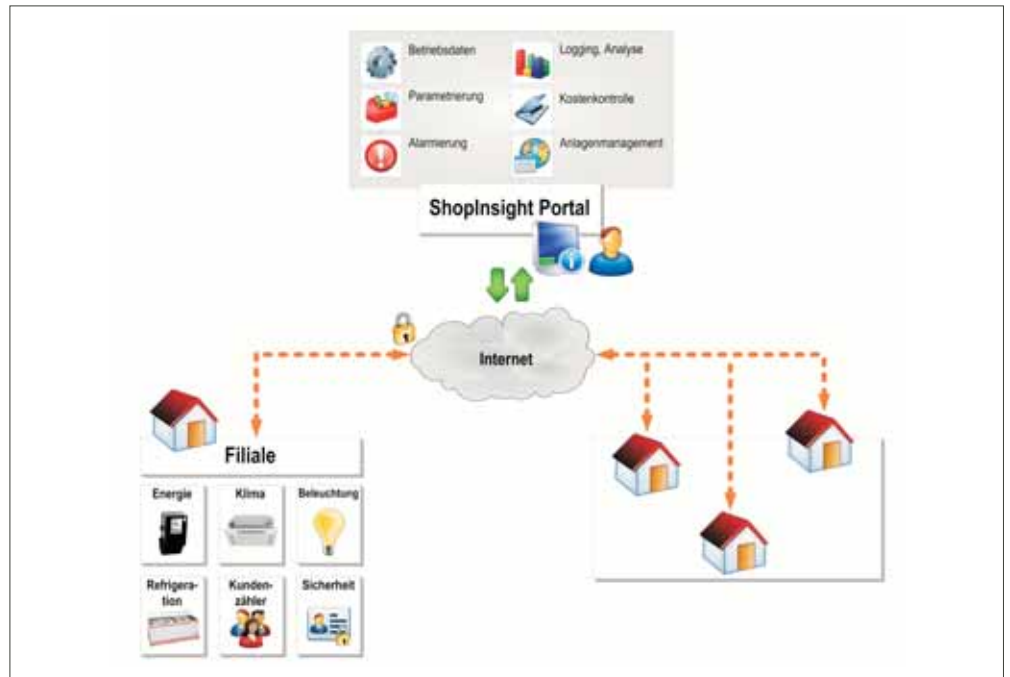 Betriebsdaten
Logging, Analyse
Parametrierung
Kostenkontrolle
Alarmierung
Anlagenmanagement
ShopInsight Portal
Internet
Filiale
Energie
Klima
Beleuchtung
Refrigera-
tion
Kunden-
zähler
Sicherheit